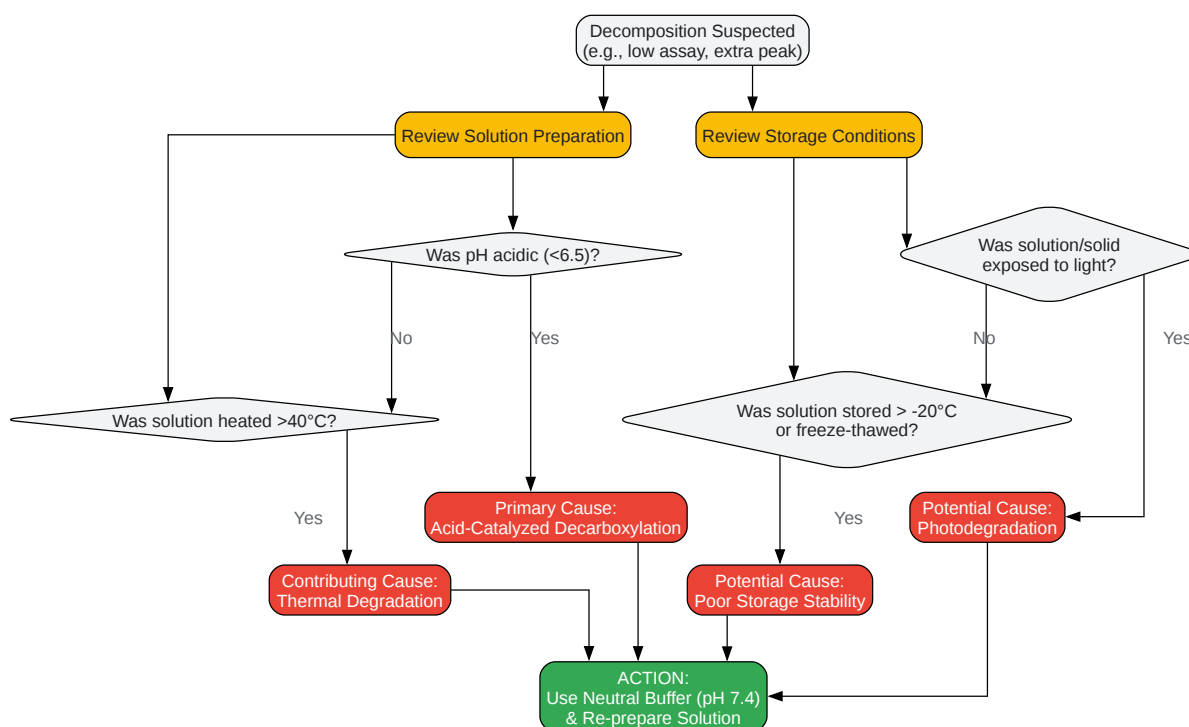 Decomposition Suspected
(e.g., low assay, extra peak)
Review Solution Preparation
Review Storage Conditions
Was pH acidic (<6.5)?
Was solution/solid
exposed to light?
No
Yes
No
Yes
Was solution heated >40°C?
Was solution stored > -20°C
or freeze-thawed?
Yes
Primary Cause:
Acid-Catalyzed Decarboxylation
Yes
Potential Cause:
Photodegradation
Contributing Cause:
Thermal Degradation
Potential Cause:
Poor Storage Stability
ACTION:
Use Neutral Buffer (pH 7.4)
& Re-prepare Solution